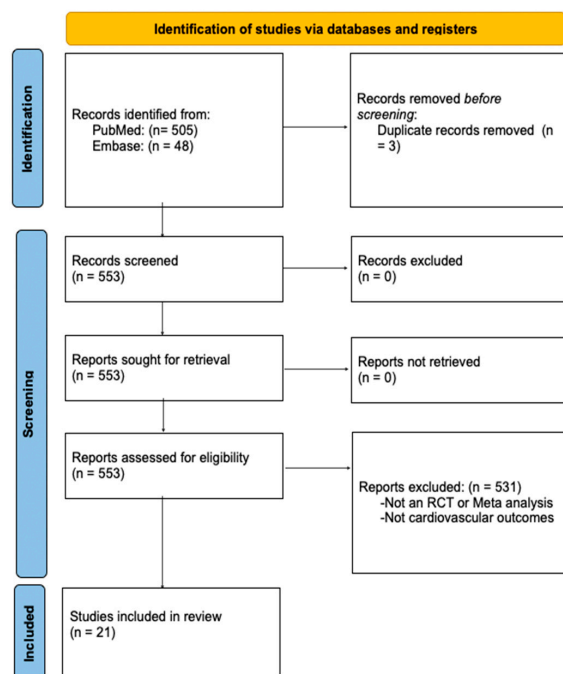 Identification of studies via databases and registers
Identification
Records identified from:
PubMed: (n= 505)
Embase: (n = 48)
Records removed before
screening:
Duplicate records removed (n
= 3)
Screening
Records screened
(n = 553)
Records excluded
(n = 0)
Reports sought for retrieval
(n = 553)
Reports not retrieved
(n = 0)
Reports assessed for eligibility
(n = 553)
Reports excluded: (n = 531)
-Not an RCT or Meta analysis
-Not cardiovascular outcomes
Included
Studies included in review
(n = 21)